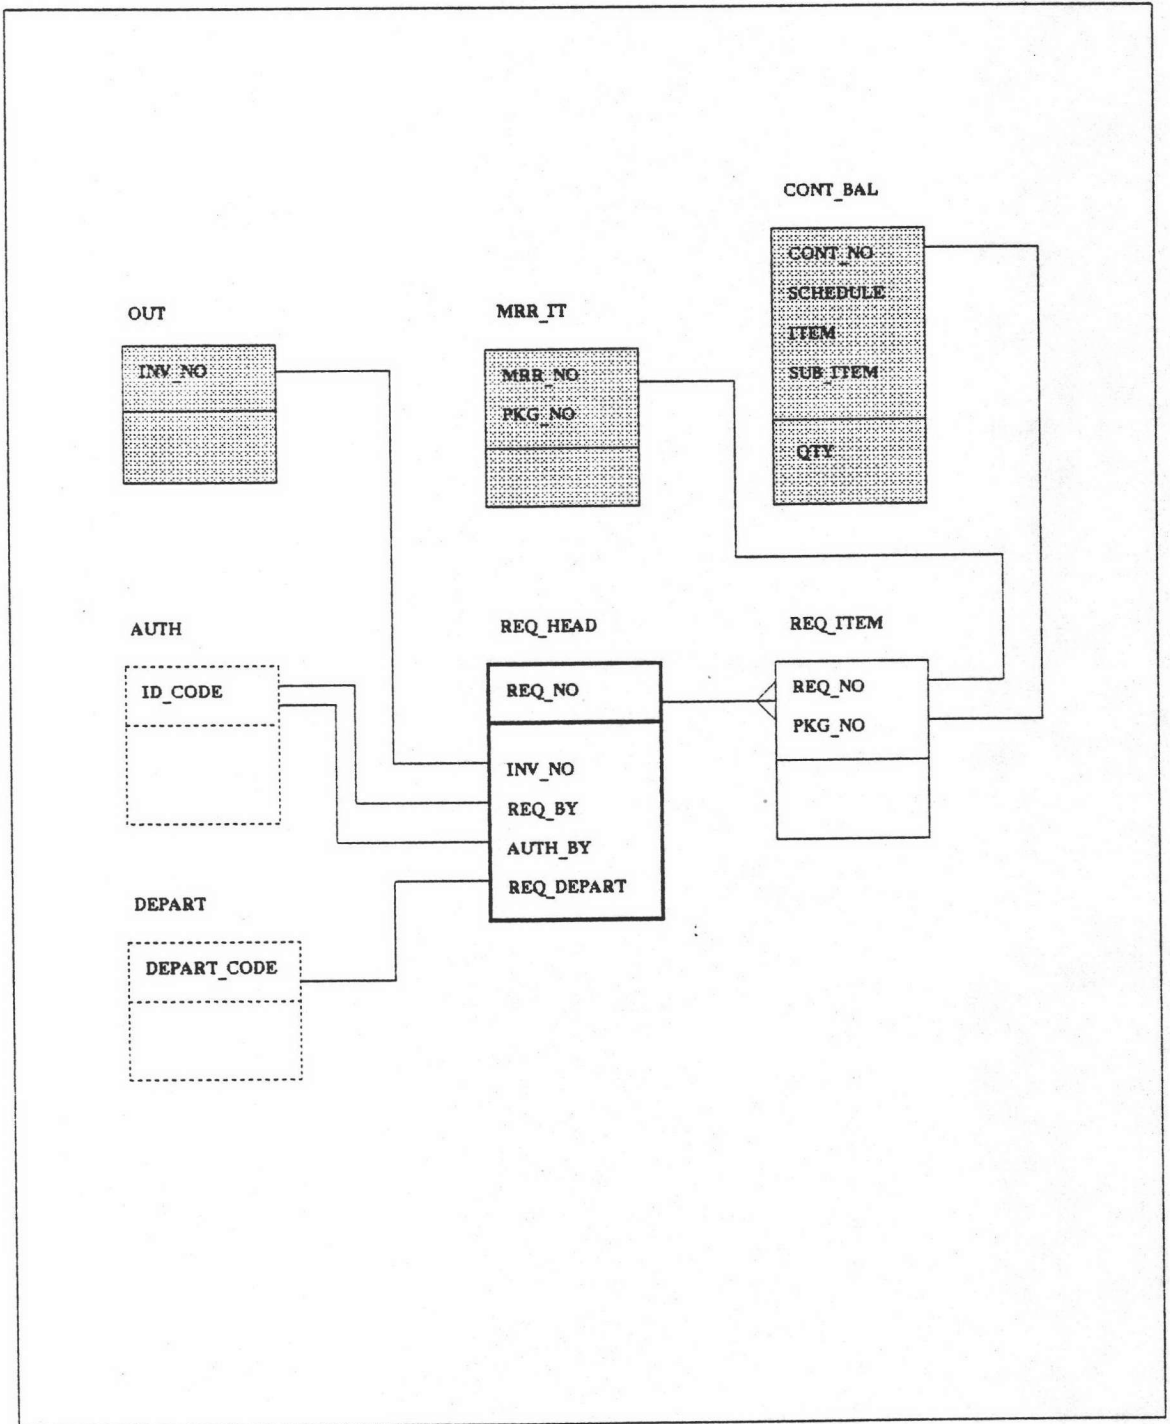 CONT_BAL
CONT_NO
SCHEDULE
ITEM
SUB_ITEM
QTY
OUT
INV_NO
MRR_IT
MRR_NO
PKG_NO
AUTH
ID_CODE
REQ_HEAD
REQ_NO
INV_NO
REQ_BY
AUTH_BY
REQ_DEPART
REQ_ITEM
REQ_NO
PKG_NO
DEPART
DEPART_CODE